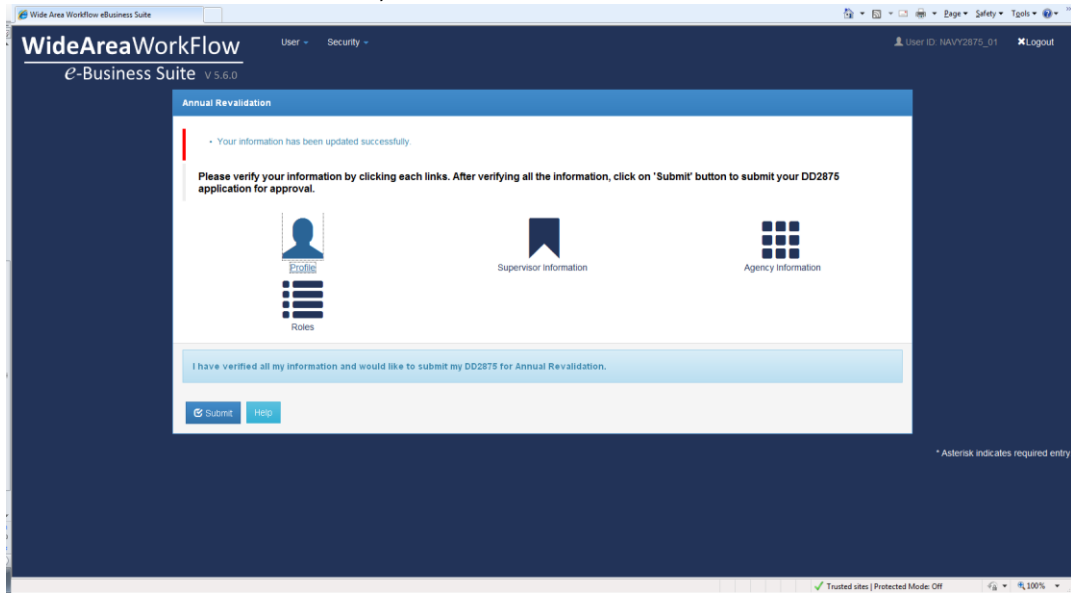 Wide Area Workflow eBusiness Suite
Page Safety Tools
WideAreaWorkFlow
User Security
User ID: NAVY2875_01 Logout
e-Business Suite V 5.6.0
Annual Revalidation
• Your information has been updated successfully.
Please verify your information by clicking each links. After verifying all the information, click on 'Submit' button to submit your DD2875
application for approval.
Profile Supervisor Information Agency Information
Roles
I have verified all my information and would like to submit my DD2875 for Annual Revalidation.
Submit Help
* Asterisk indicates required entry
Trusted sites | Protected Mode: Off 100%